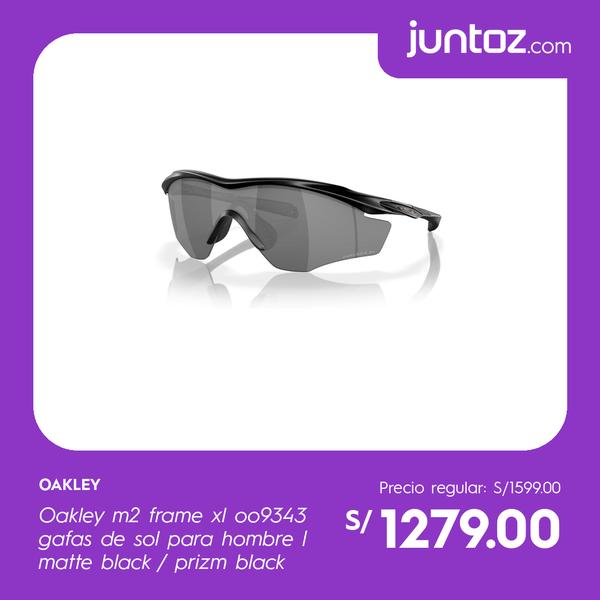 juntoz.com
OAKLEY
Oakley m2 frame xl oo9343
gafas de sol para hombre |
matte black / prizm black
Precio regular: S/1599.00
S/ 1279.00